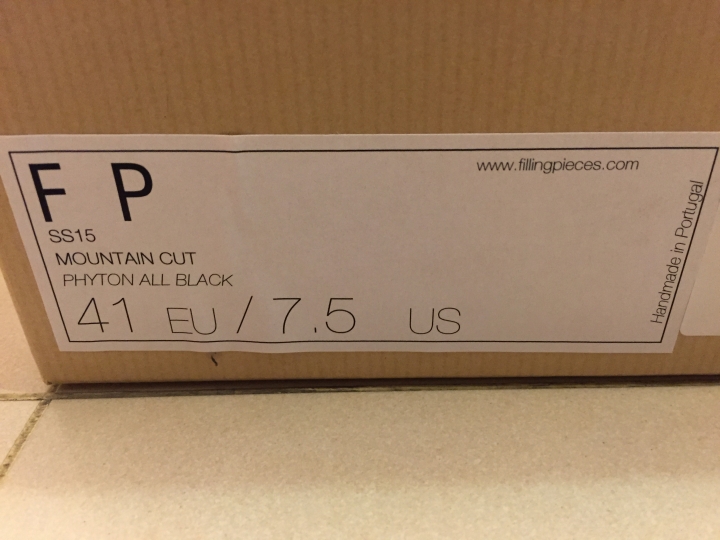 F P
www.fillingpieces.com
SS15
MOUNTAIN CUT
PHYTON ALL BLACK
41 EU / 7.5 US
Handmade in Portugal